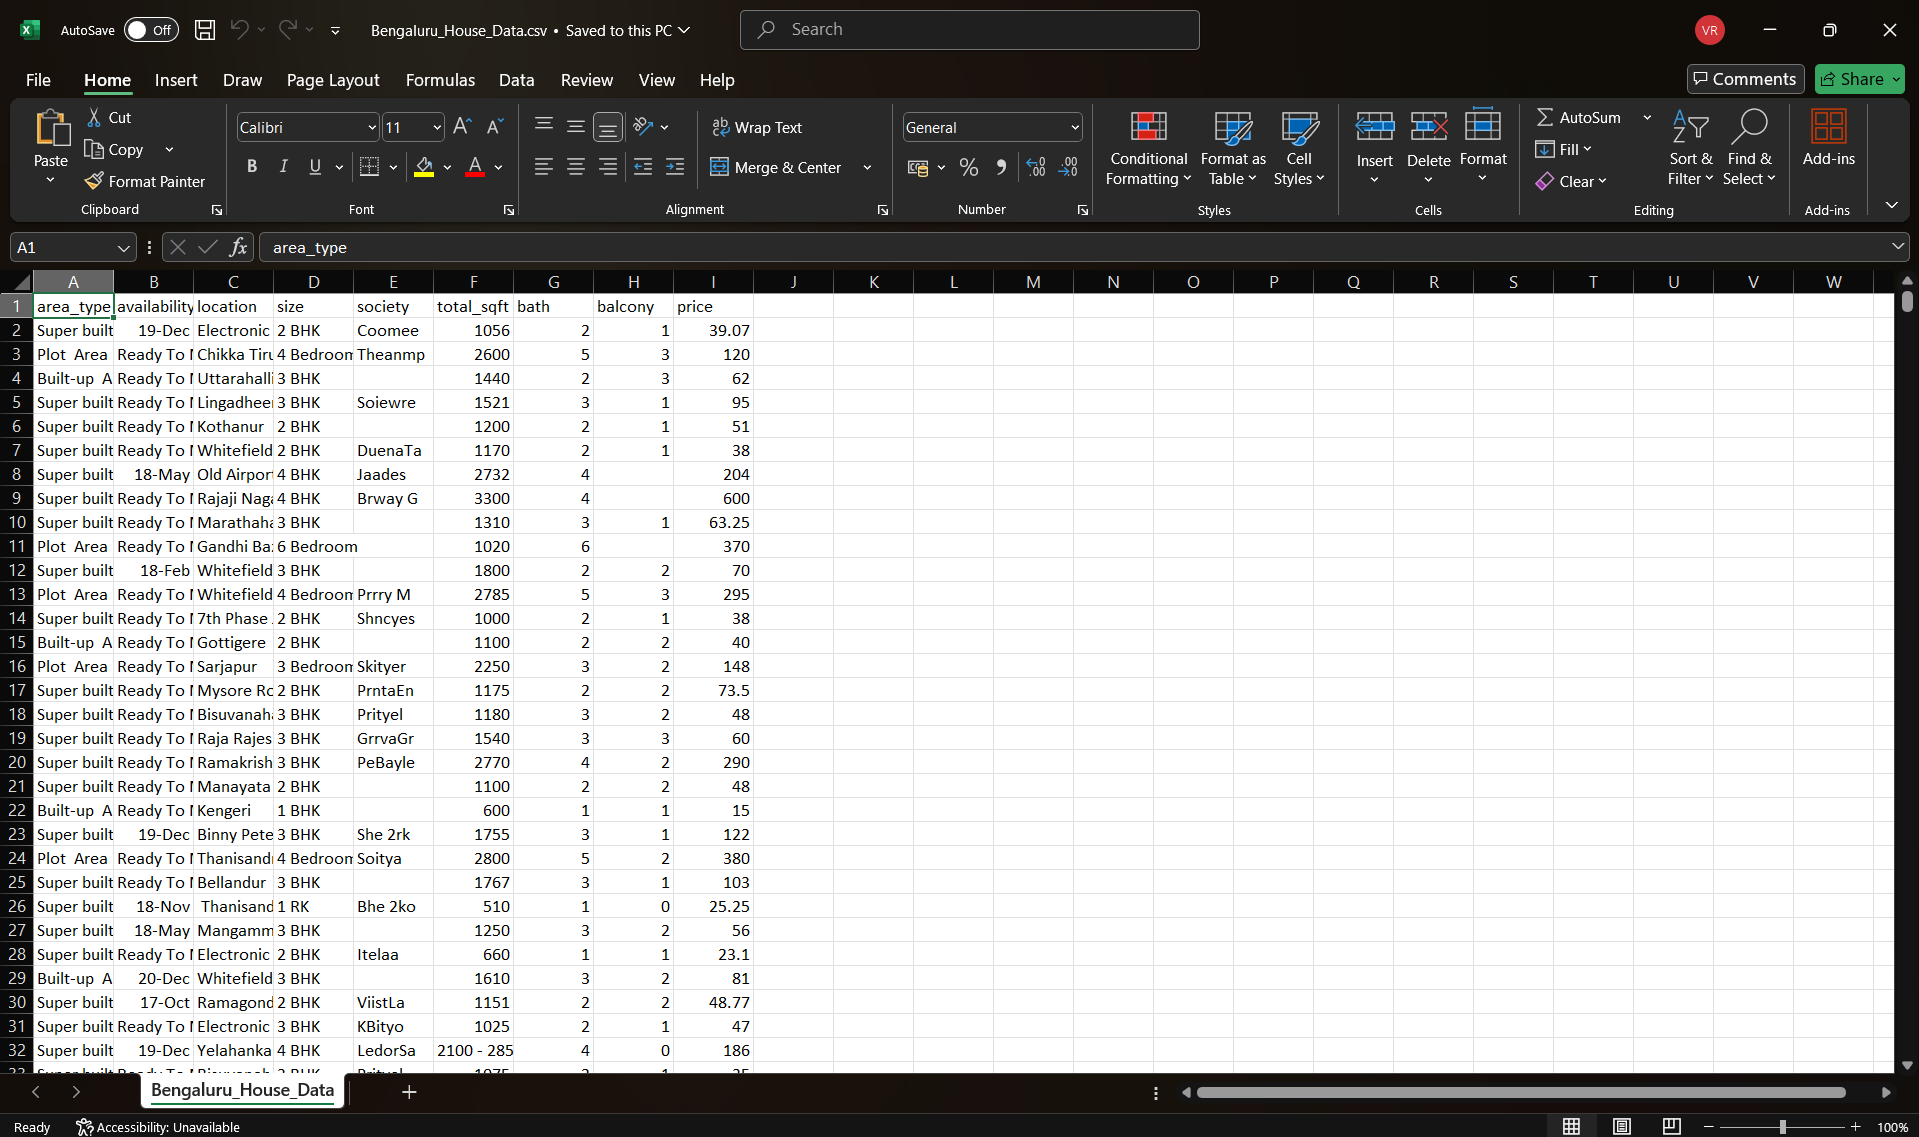 AutoSave Off Bengaluru_House_Data.csv • Saved to this PC Search VR
File Home Insert Draw Page Layout Formulas Data Review View Help Comments Share
Paste Cut Copy Format Painter Clipboard
Calibri 11 B I U A Font
Wrap Text Merge & Center Alignment
General % Number
Conditional Formatting Format as Table Cell Styles Styles
Insert Delete Format Cells
AutoSum Fill Clear Sort & Filter Find & Select Editing
Add-ins Add-ins
A1 fx area_type
A B C D E F G H I J K L M N O P Q R S T U V W
1 area_type availability location size society total_sqft bath balcony price
2 Super built 19-Dec Electronic 2 BHK Coomee 1056 2 1 39.07
3 Plot Area Ready To Chikka Tiru 4 Bedroom Theanmp 2600 5 3 120
4 Built-up A Ready To Uttarahalli 3 BHK 1440 2 3 62
5 Super built Ready To Lingadheer 3 BHK Soiewre 1521 3 1 95
6 Super built Ready To Kothanur 2 BHK 1200 2 1 51
7 Super built Ready To Whitefield 2 BHK DuenaTa 1170 2 1 38
8 Super built 18-May Old Airport 4 BHK Jaades 2732 4 204
9 Super built Ready To Rajaji Naga 4 BHK Brway G 3300 4 600
10 Super built Ready To Marathaha 3 BHK 1310 3 1 63.25
11 Plot Area Ready To Gandhi Baz 6 Bedroom 1020 6 370
12 Super built 18-Feb Whitefield 3 BHK 1800 2 2 70
13 Plot Area Ready To Whitefield 4 Bedroom Prrry M 2785 5 3 295
14 Super built Ready To 7th Phase 2 BHK Shncyes 1000 2 1 38
15 Built-up A Ready To Gottigere 2 BHK 1100 2 2 40
16 Plot Area Ready To Sarjapur 3 Bedroom Skityer 2250 3 2 148
17 Super built Ready To Mysore Ro 2 BHK PrntaEn 1175 2 2 73.5
18 Super built Ready To Bisuvanaha 3 BHK Prityel 1180 3 2 48
19 Super built Ready To Raja Rajes 3 BHK GrrvaGr 1540 3 3 60
20 Super built Ready To Ramakrish 3 BHK PeBayle 2770 4 2 290
21 Super built Ready To Manayata 2 BHK 1100 2 2 48
22 Built-up A Ready To Kengeri 1 BHK 600 1 1 15
23 Super built 19-Dec Binny Pete 3 BHK She 2rk 1755 3 1 122
24 Plot Area Ready To Thanisandr 4 Bedroom Soitya 2800 5 2 380
25 Super built Ready To Bellandur 3 BHK 1767 3 1 103
26 Super built 18-Nov Thanisand 1 RK Bhe 2ko 510 1 0 25.25
27 Super built 18-May Mangamm 3 BHK 1250 3 2 56
28 Super built Ready To Electronic 2 BHK Itelaa 660 1 1 23.1
29 Built-up A 20-Dec Whitefield 3 BHK 1610 3 2 81
30 Super built 17-Oct Ramagond 2 BHK ViistLa 1151 2 2 48.77
31 Super built Ready To Electronic 3 BHK KBityo 1025 2 1 47
32 Super built 19-Dec Yelahanka 4 BHK LedorSa 2100 - 285 4 0 186
Bengaluru_House_Data
Ready Accessibility: Unavailable 100%